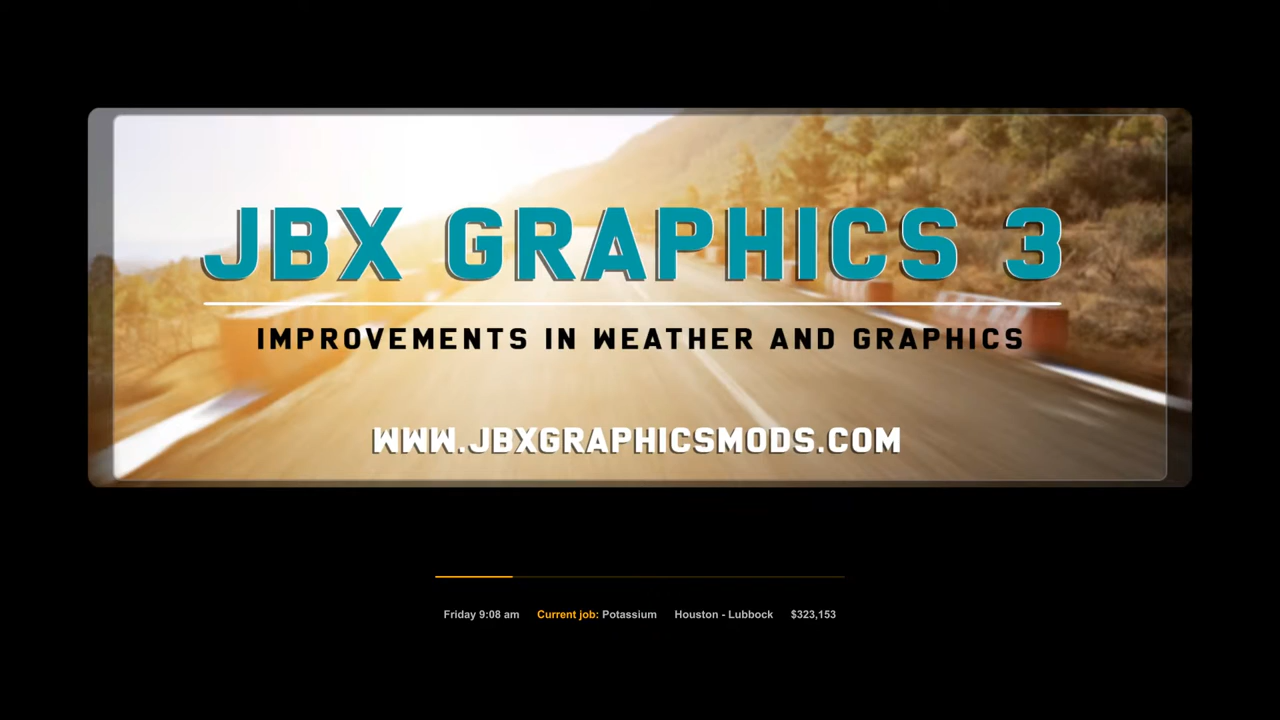 JBX GRAPHICS 3
IMPROVEMENTS IN WEATHER AND GRAPHICS
WWW.JBXGRAPHICSMODS.COM
Friday 9:08 am Current job: Potassium Houston - Lubbock $323,153